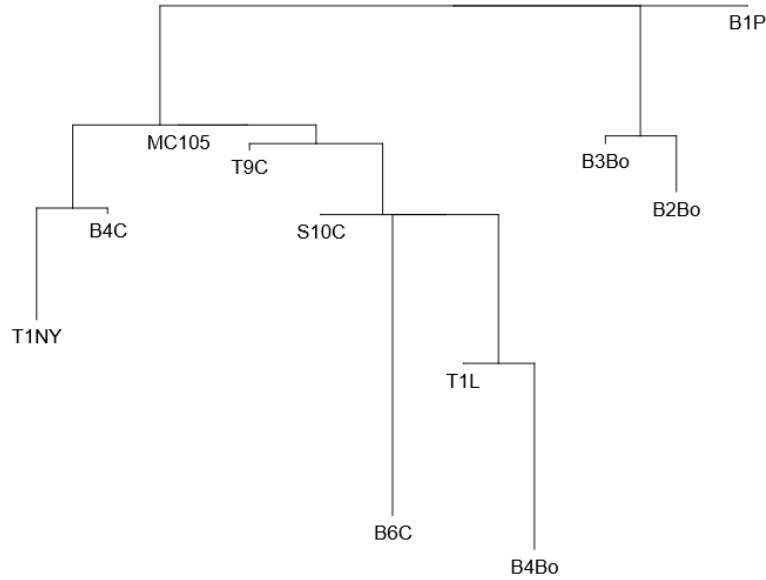 B1P
MC105
T9C
B3Bo
B2Bo
B4C
S10C
T1NY
T1L
B6C
B4Bo